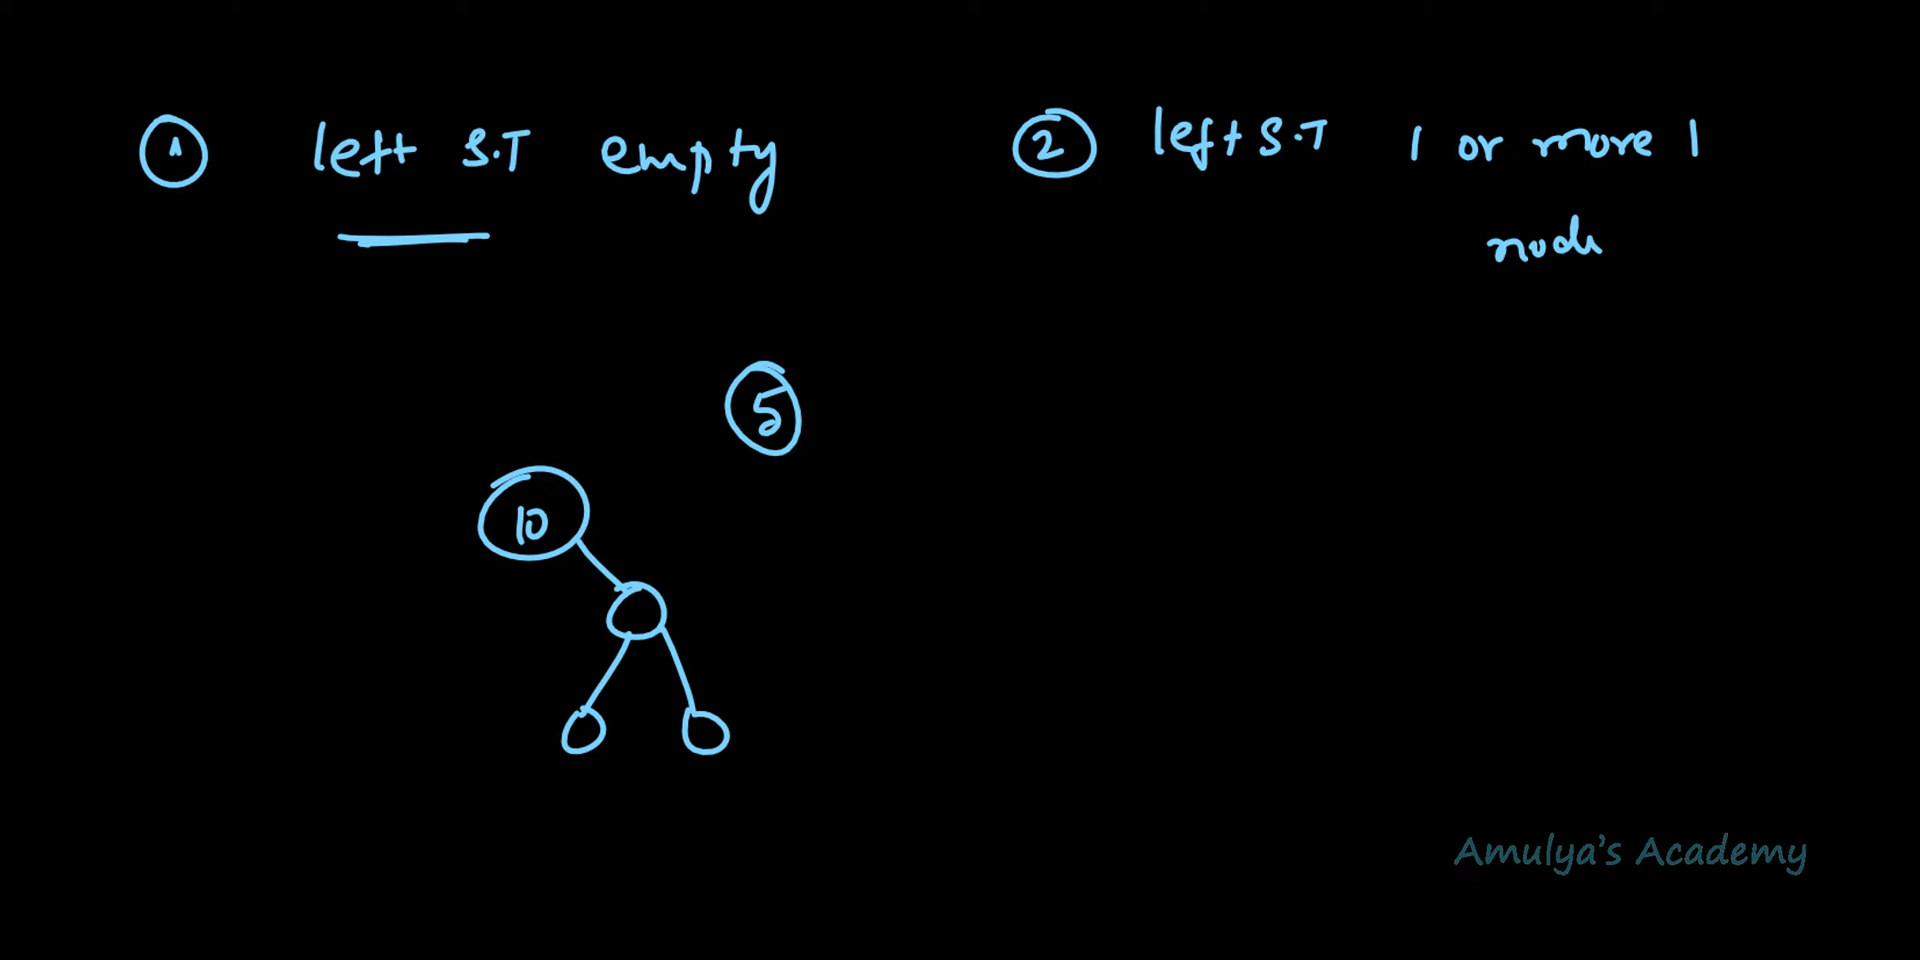 1 left S.T empty
2 left S.T 1 or more 1
node
5
10
Amulya's Academy